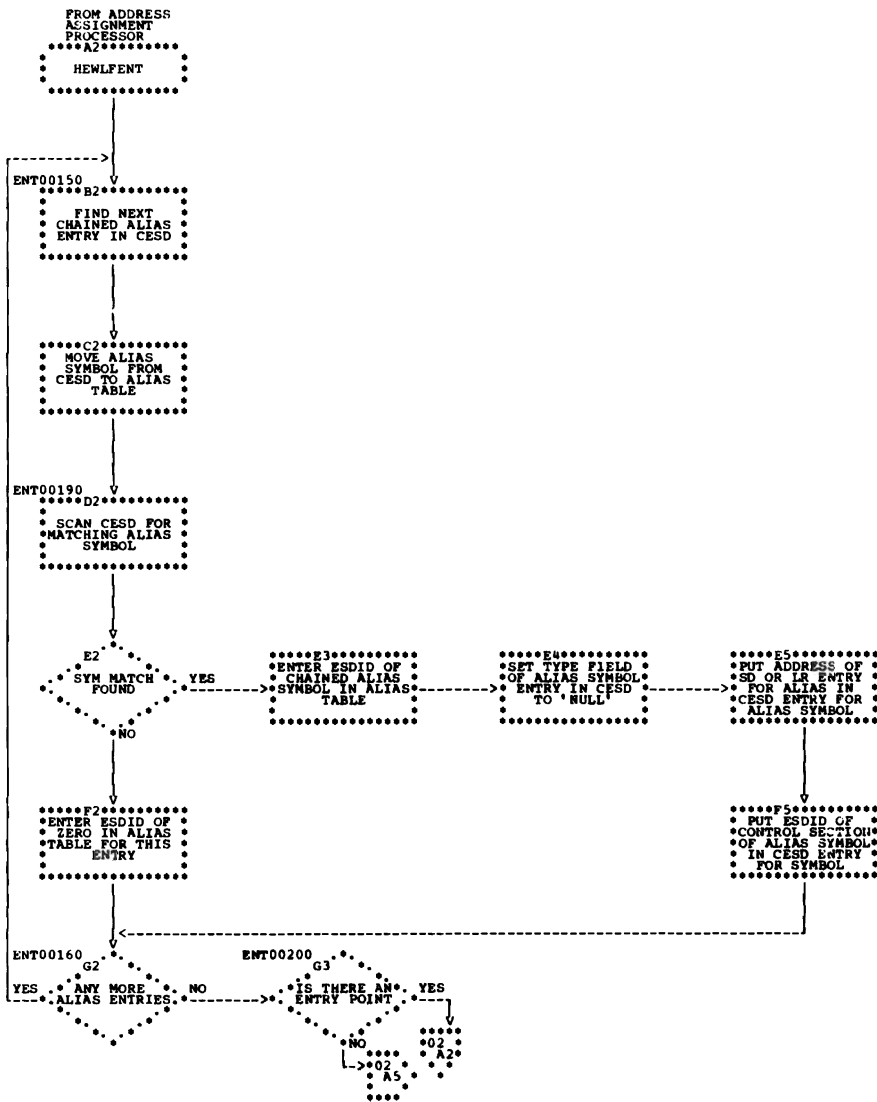 FROM ADDRESS
ASSIGNMENT
PROCESSOR
A2
HEWLFENT
ENT00150
B2
FIND NEXT
CHAINED ALIAS
ENTRY IN CESD
C2
MOVE ALIAS
SYMBOL FROM
CESD TO ALIAS
TABLE
ENT00190
D2
SCAN CESD FOR
MATCHING ALIAS
SYMBOL
E2
SYM MATCH
FOUND
YES
NO
E3
ENTER ESDID OF
CHAINED ALIAS
SYMBOL IN ALIAS
TABLE
E4
SET TYPE FIELD
OF ALIAS SYMBOL
ENTRY IN CESD
TO 'NULL'
E5
PUT ADDRESS OF
SD OR LR ENTRY
FOR ALIAS IN
CESD ENTRY FOR
ALIAS SYMBOL
F2
ENTER ESDID OF
ZERO IN ALIAS
TABLE FOR THIS
ENTRY
F5
PUT ESDID OF
CONTROL SECTION
OF ALIAS SYMBOL
IN CESD ENTRY
FOR SYMBOL
ENT00160
G2
YES
ANY MORE
ALIAS ENTRIES
NO
ENT00200
G3
IS THERE AN
ENTRY POINT
YES
NO
02
A2
02
A5